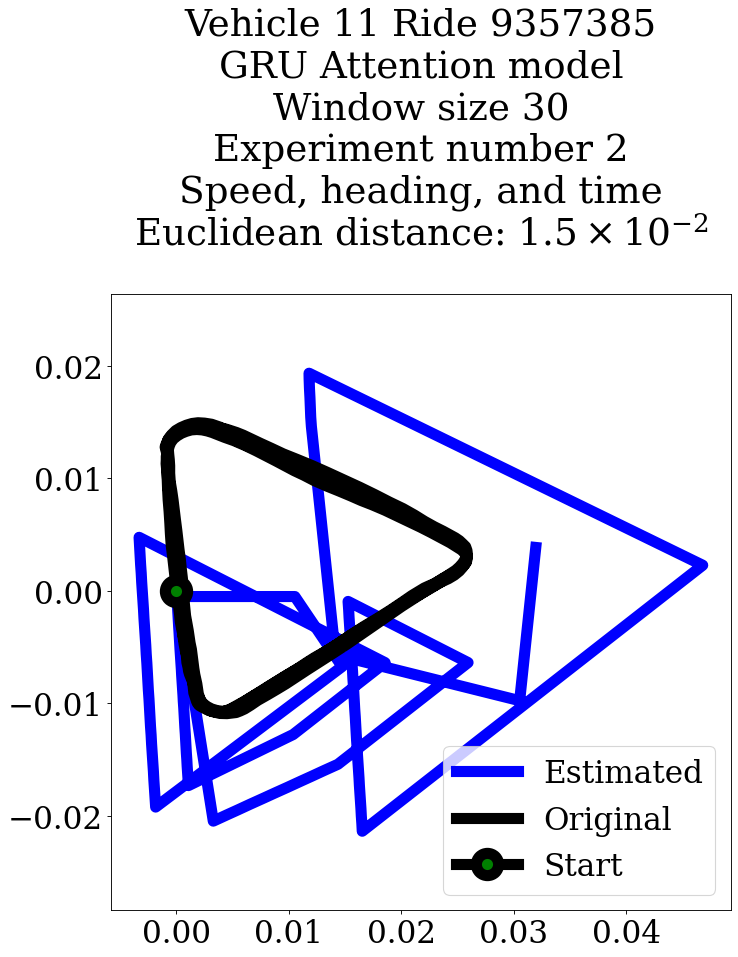 Vehicle 11 Ride 9357385
GRU Attention model
Window size 30
Experiment number 2
Speed, heading, and time
Euclidean distance: 1.5 × 10⁻²
0.02
0.01
0.00
−0.01
−0.02
Estimated
Original
Start
0.00 0.01 0.02 0.03 0.04